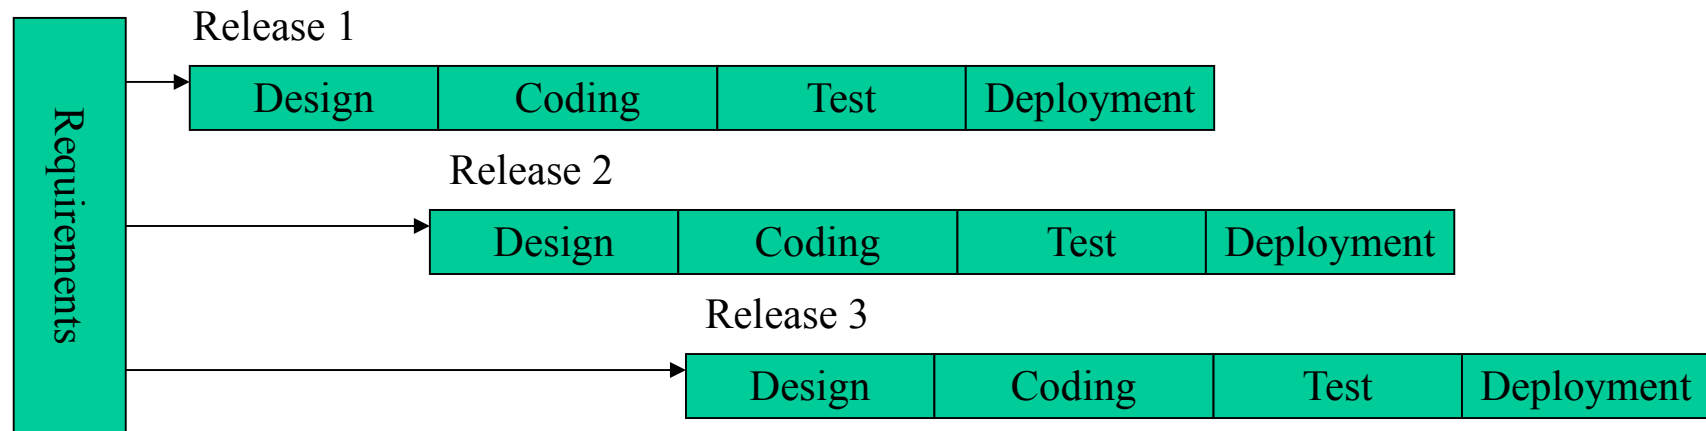 Requirements
Release 1
Design Coding Test Deployment
Release 2
Design Coding Test Deployment
Release 3
Design Coding Test Deployment